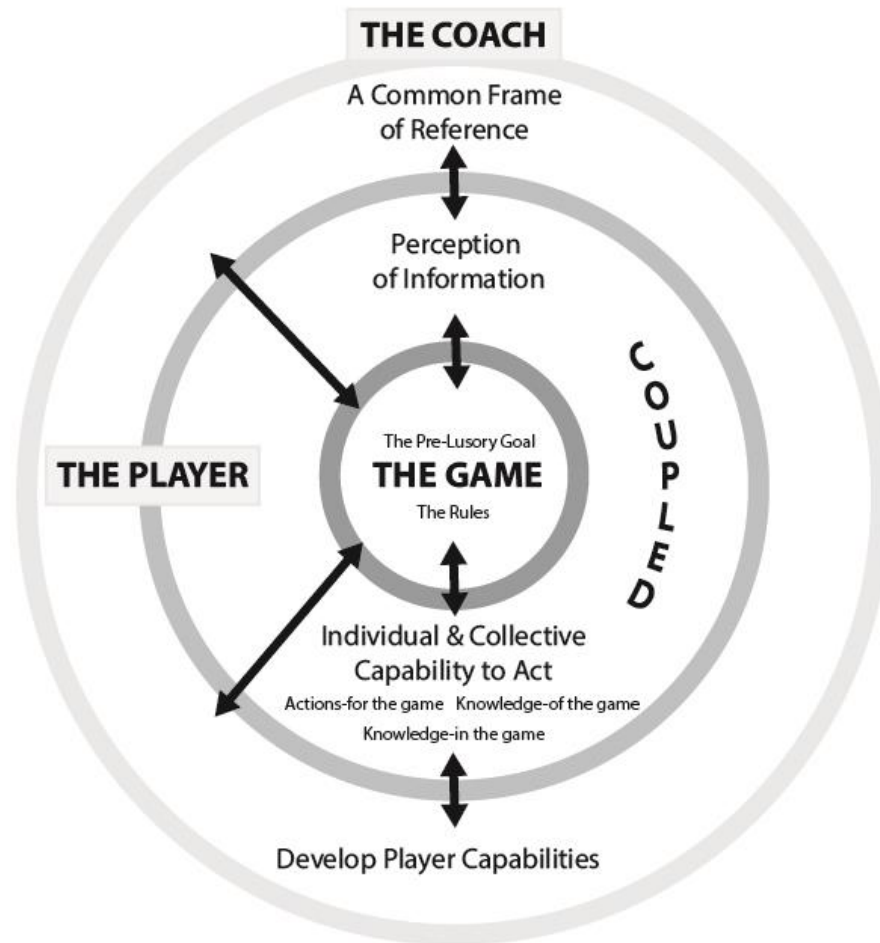 THE COACH
A Common Frame
of Reference
Perception
of Information
COUPLED
The Pre-Lusory Goal
THE GAME
The Rules
THE PLAYER
Individual & Collective
Capability to Act
Actions-for the game Knowledge-of the game
Knowledge-in the game
Develop Player Capabilities